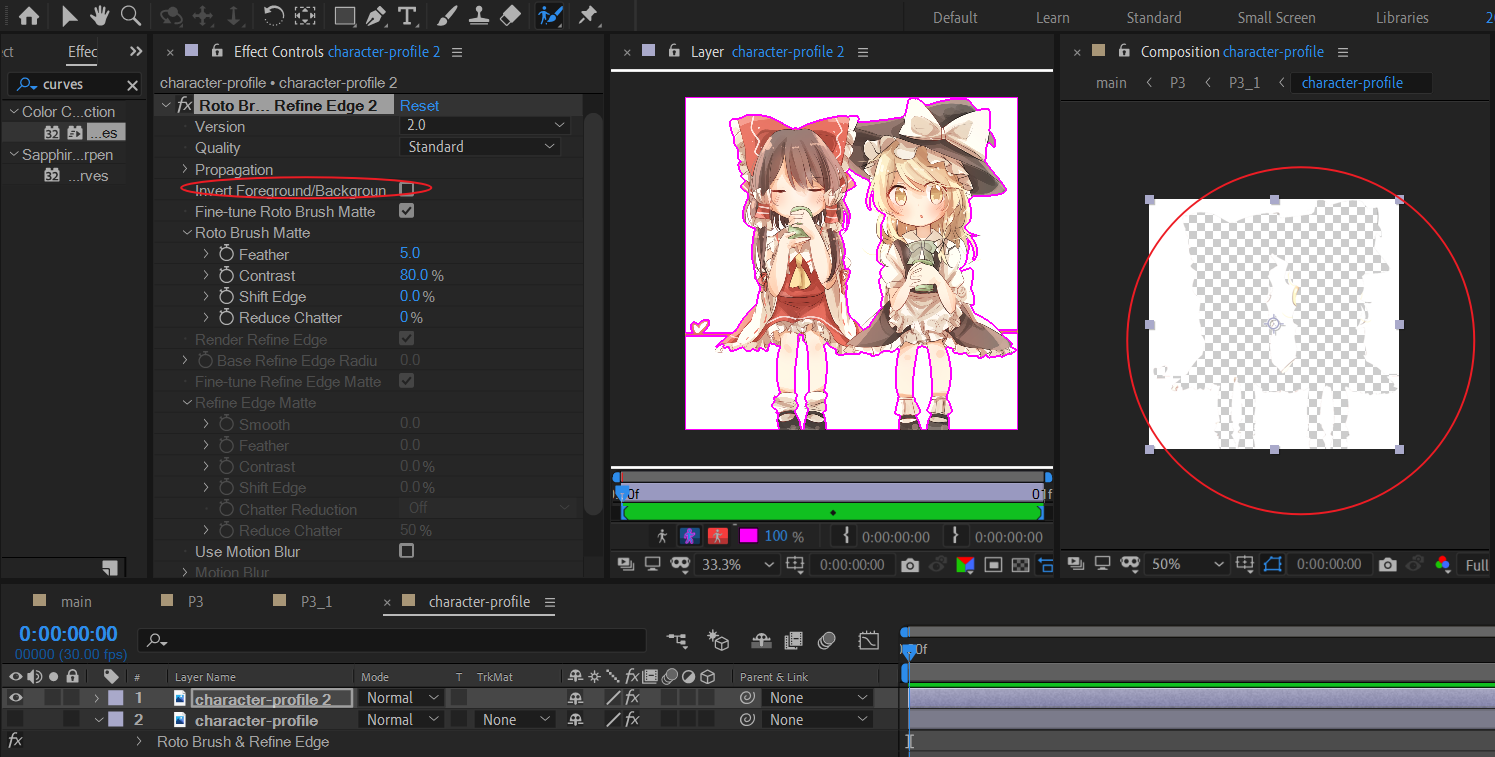 Default Learn Standard Small Screen Libraries
ct Effec
curves
Color C...ction
32 ...es
Sapphir...rpen
32 ...rves
× Effect Controls character-profile 2
character-profile • character-profile 2
fx Roto Br... Refine Edge 2 Reset
Version 2.0
Quality Standard
Propagation
Invert Foreground/Backgroun
Fine-tune Roto Brush Matte
Roto Brush Matte
Feather 5.0
Contrast 80.0 %
Shift Edge 0.0 %
Reduce Chatter 0 %
Render Refine Edge
Base Refine Edge Radiu 0.0
Fine-tune Refine Edge Matte
Refine Edge Matte
Smooth 0.0
Feather 0.0
Contrast 0.0 %
Shift Edge 0.0 %
Chatter Reduction Off
Reduce Chatter 50 %
Use Motion Blur
Motion Blur
× Layer character-profile 2
100 % 0:00:00:00 0:00:00:00
33.3% 0:00:00:00
× Composition character-profile
main < P3 < P3_1 < character-profile
50% 0:00:00:00 Full
main P3 P3_1 × character-profile
0:00:00:00
00000 (30.00 fps)
# Layer Name Mode T TrkMat fx Parent & Link
1 character-profile 2 Normal fx None
2 character-profile Normal None fx None
fx Roto Brush & Refine Edge